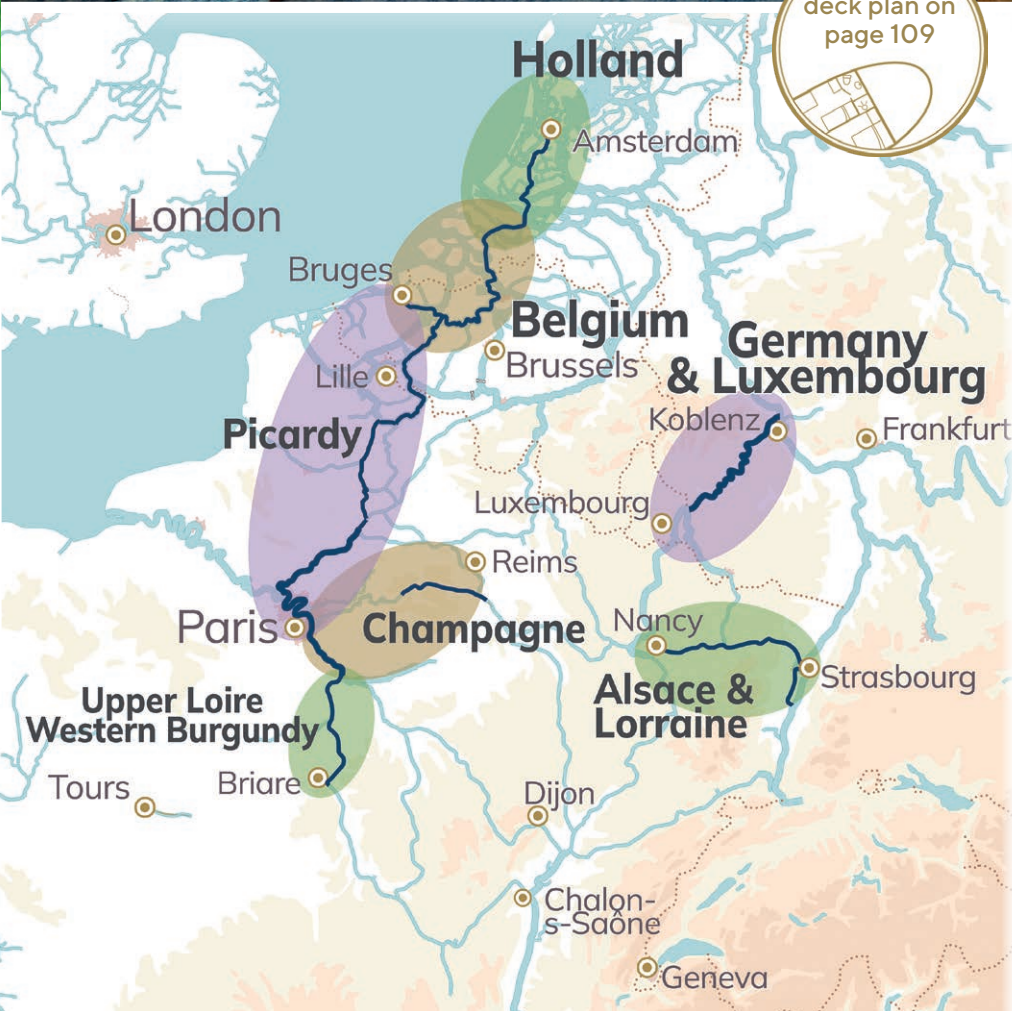 deck plan on
page 109
Holland
Amsterdam
London
Bruges
Belgium
Brussels
Germany
& Luxembourg
Lille
Koblenz
Frankfurt
Picardy
Luxembourg
Reims
Paris
Champagne
Nancy
Strasbourg
Alsace &
Lorraine
Upper Loire
Western Burgundy
Briare
Tours
Dijon
Chalon-
s-Saône
Geneva